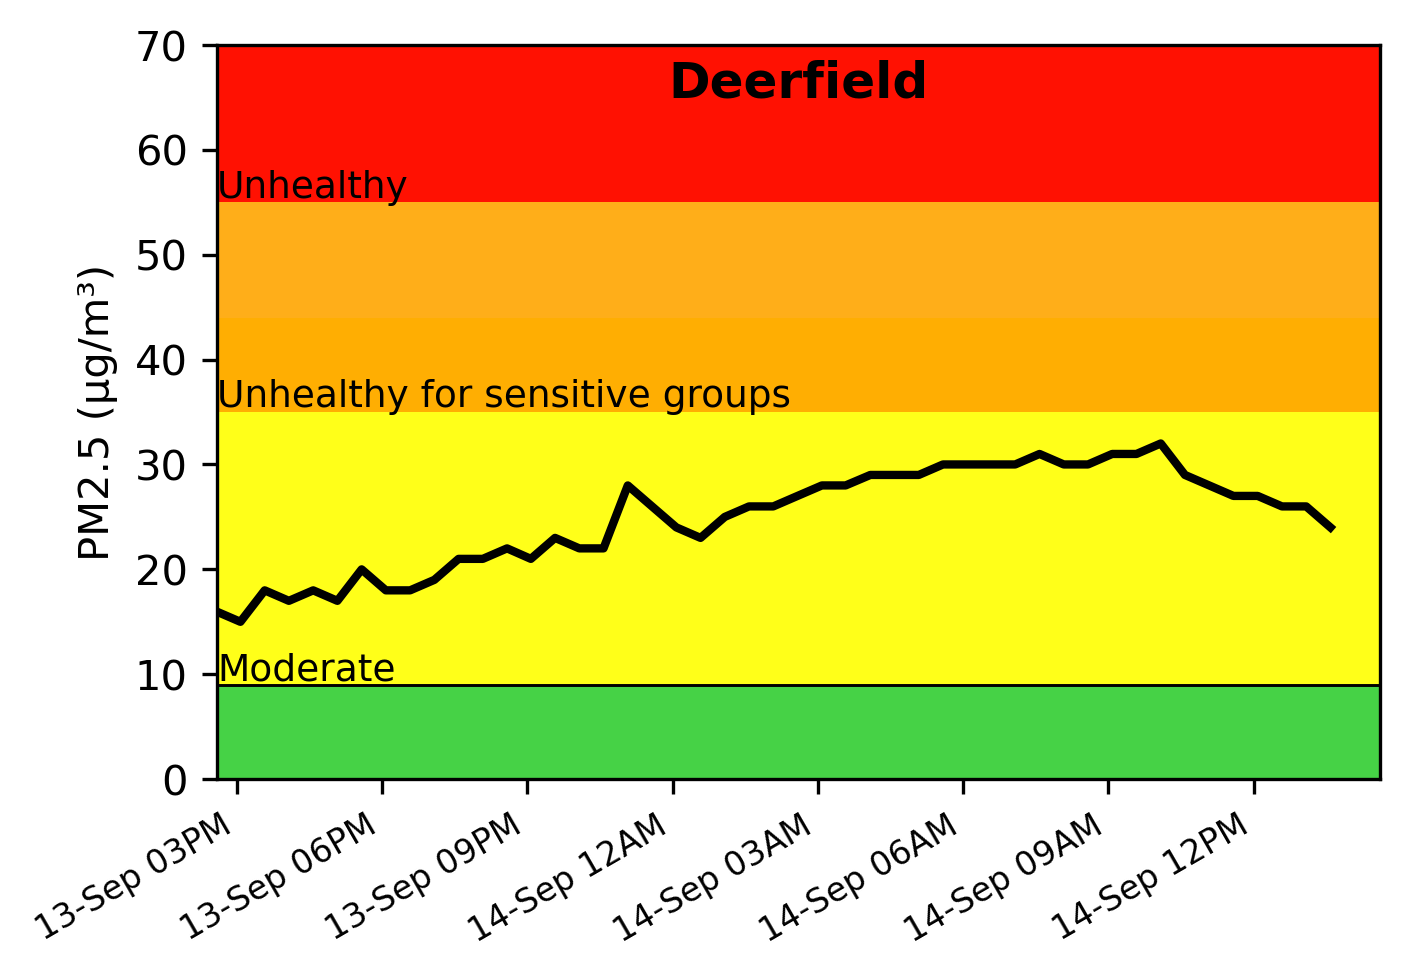 Deerfield
70
60
50
40
30
20
10
0
PM2.5 (µg/m³)
Unhealthy
Unhealthy for sensitive groups
Moderate
13-Sep 03PM
13-Sep 06PM
13-Sep 09PM
14-Sep 12AM
14-Sep 03AM
14-Sep 06AM
14-Sep 09AM
14-Sep 12PM